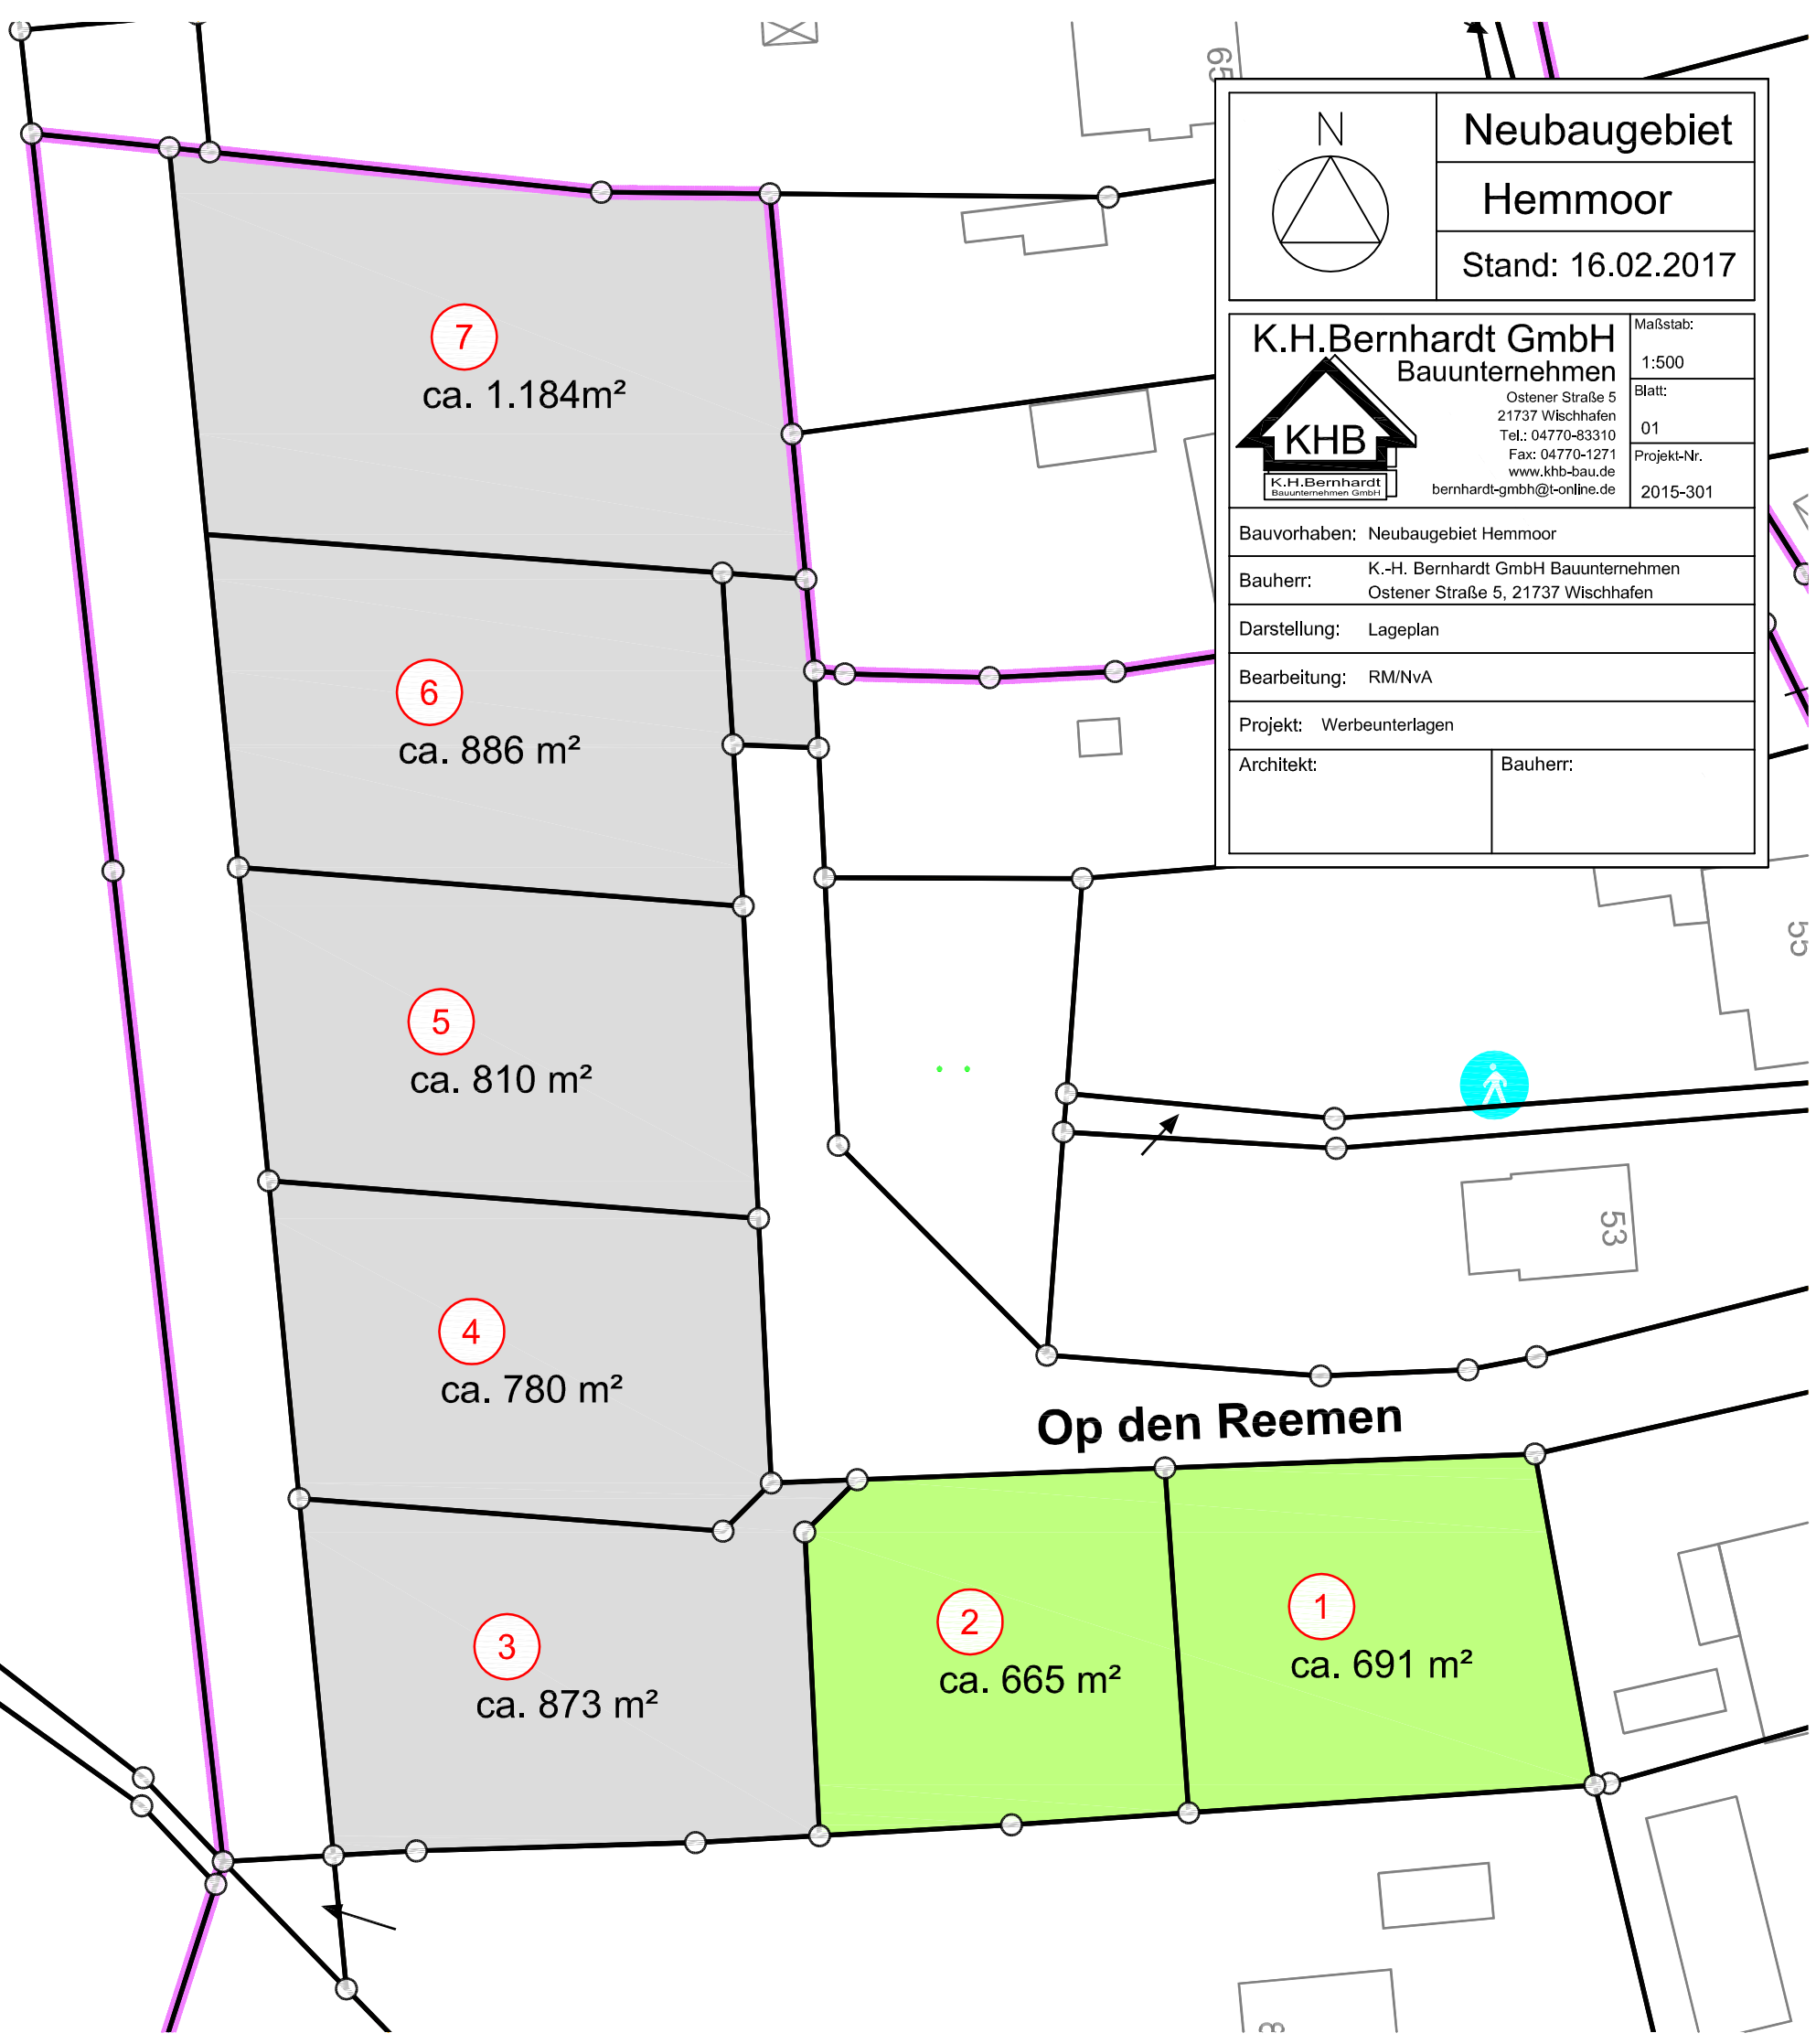 65
N
Neubaugebiet
Hemmoor
Stand: 16.02.2017
K.H.Bernhardt GmbH
Bauunternehmen
Ostener Straße 5
21737 Wischhafen
Tel.: 04770-83310
Fax: 04770-1271
www.khb-bau.de
bernhardt-gmbh@t-online.de
KHB
K.H.Bernhardt
Bauunternehmen GmbH
Maßstab:
1:500
Blatt:
01
Projekt-Nr.
2015-301
Bauvorhaben: Neubaugebiet Hemmoor
Bauherr: K.-H. Bernhardt GmbH Bauunternehmen
Ostener Straße 5, 21737 Wischhafen
Darstellung: Lageplan
Bearbeitung: RM/NvA
Projekt: Werbeunterlagen
Architekt:
Bauherr:
7
ca. 1.184m²
6
ca. 886 m²
55
5
ca. 810 m²
53
4
ca. 780 m²
Op den Reemen
3
ca. 873 m²
2
ca. 665 m²
1
ca. 691 m²